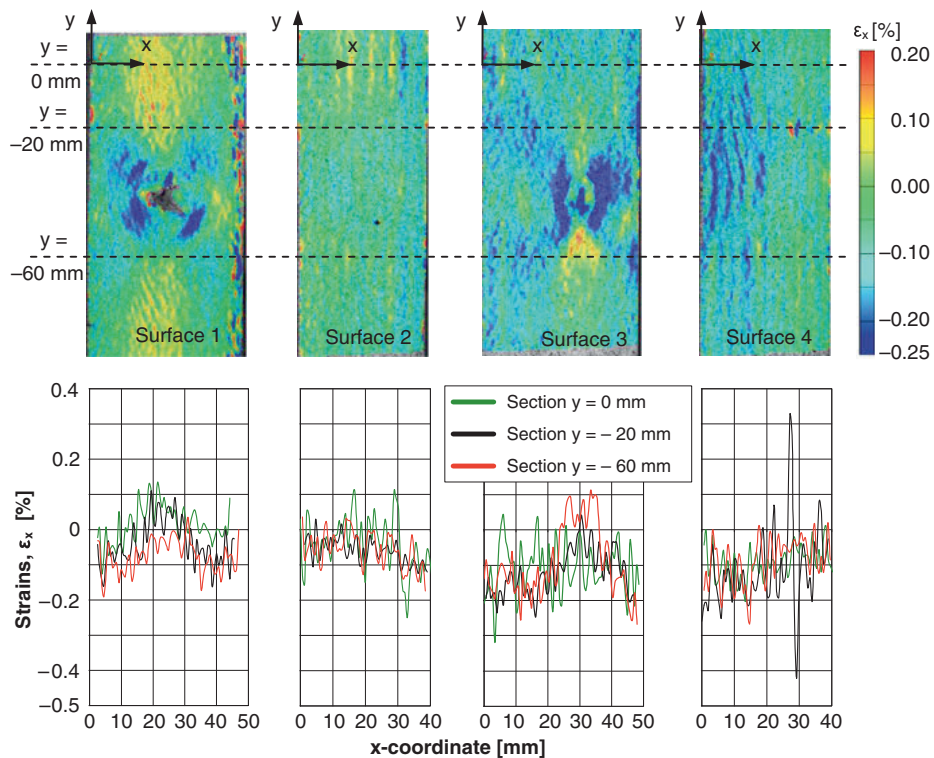 y
y
y
y
εx [%]
y =
0 mm
x
x
x
x
0.20
y =
−20 mm
0.10
0.00
−0.10
y =
−60 mm
−0.20
−0.25
Surface 1
Surface 2
Surface 3
Surface 4
0.4
0.2
0
−0.2
−0.4
−0.5
Strains, εx [%]
Section y = 0 mm
Section y = − 20 mm
Section y = − 60 mm
0 10 20 30 40 50
0 10 20 30 40
0 10 20 30 40 50
0 10 20 30 40
x-coordinate [mm]